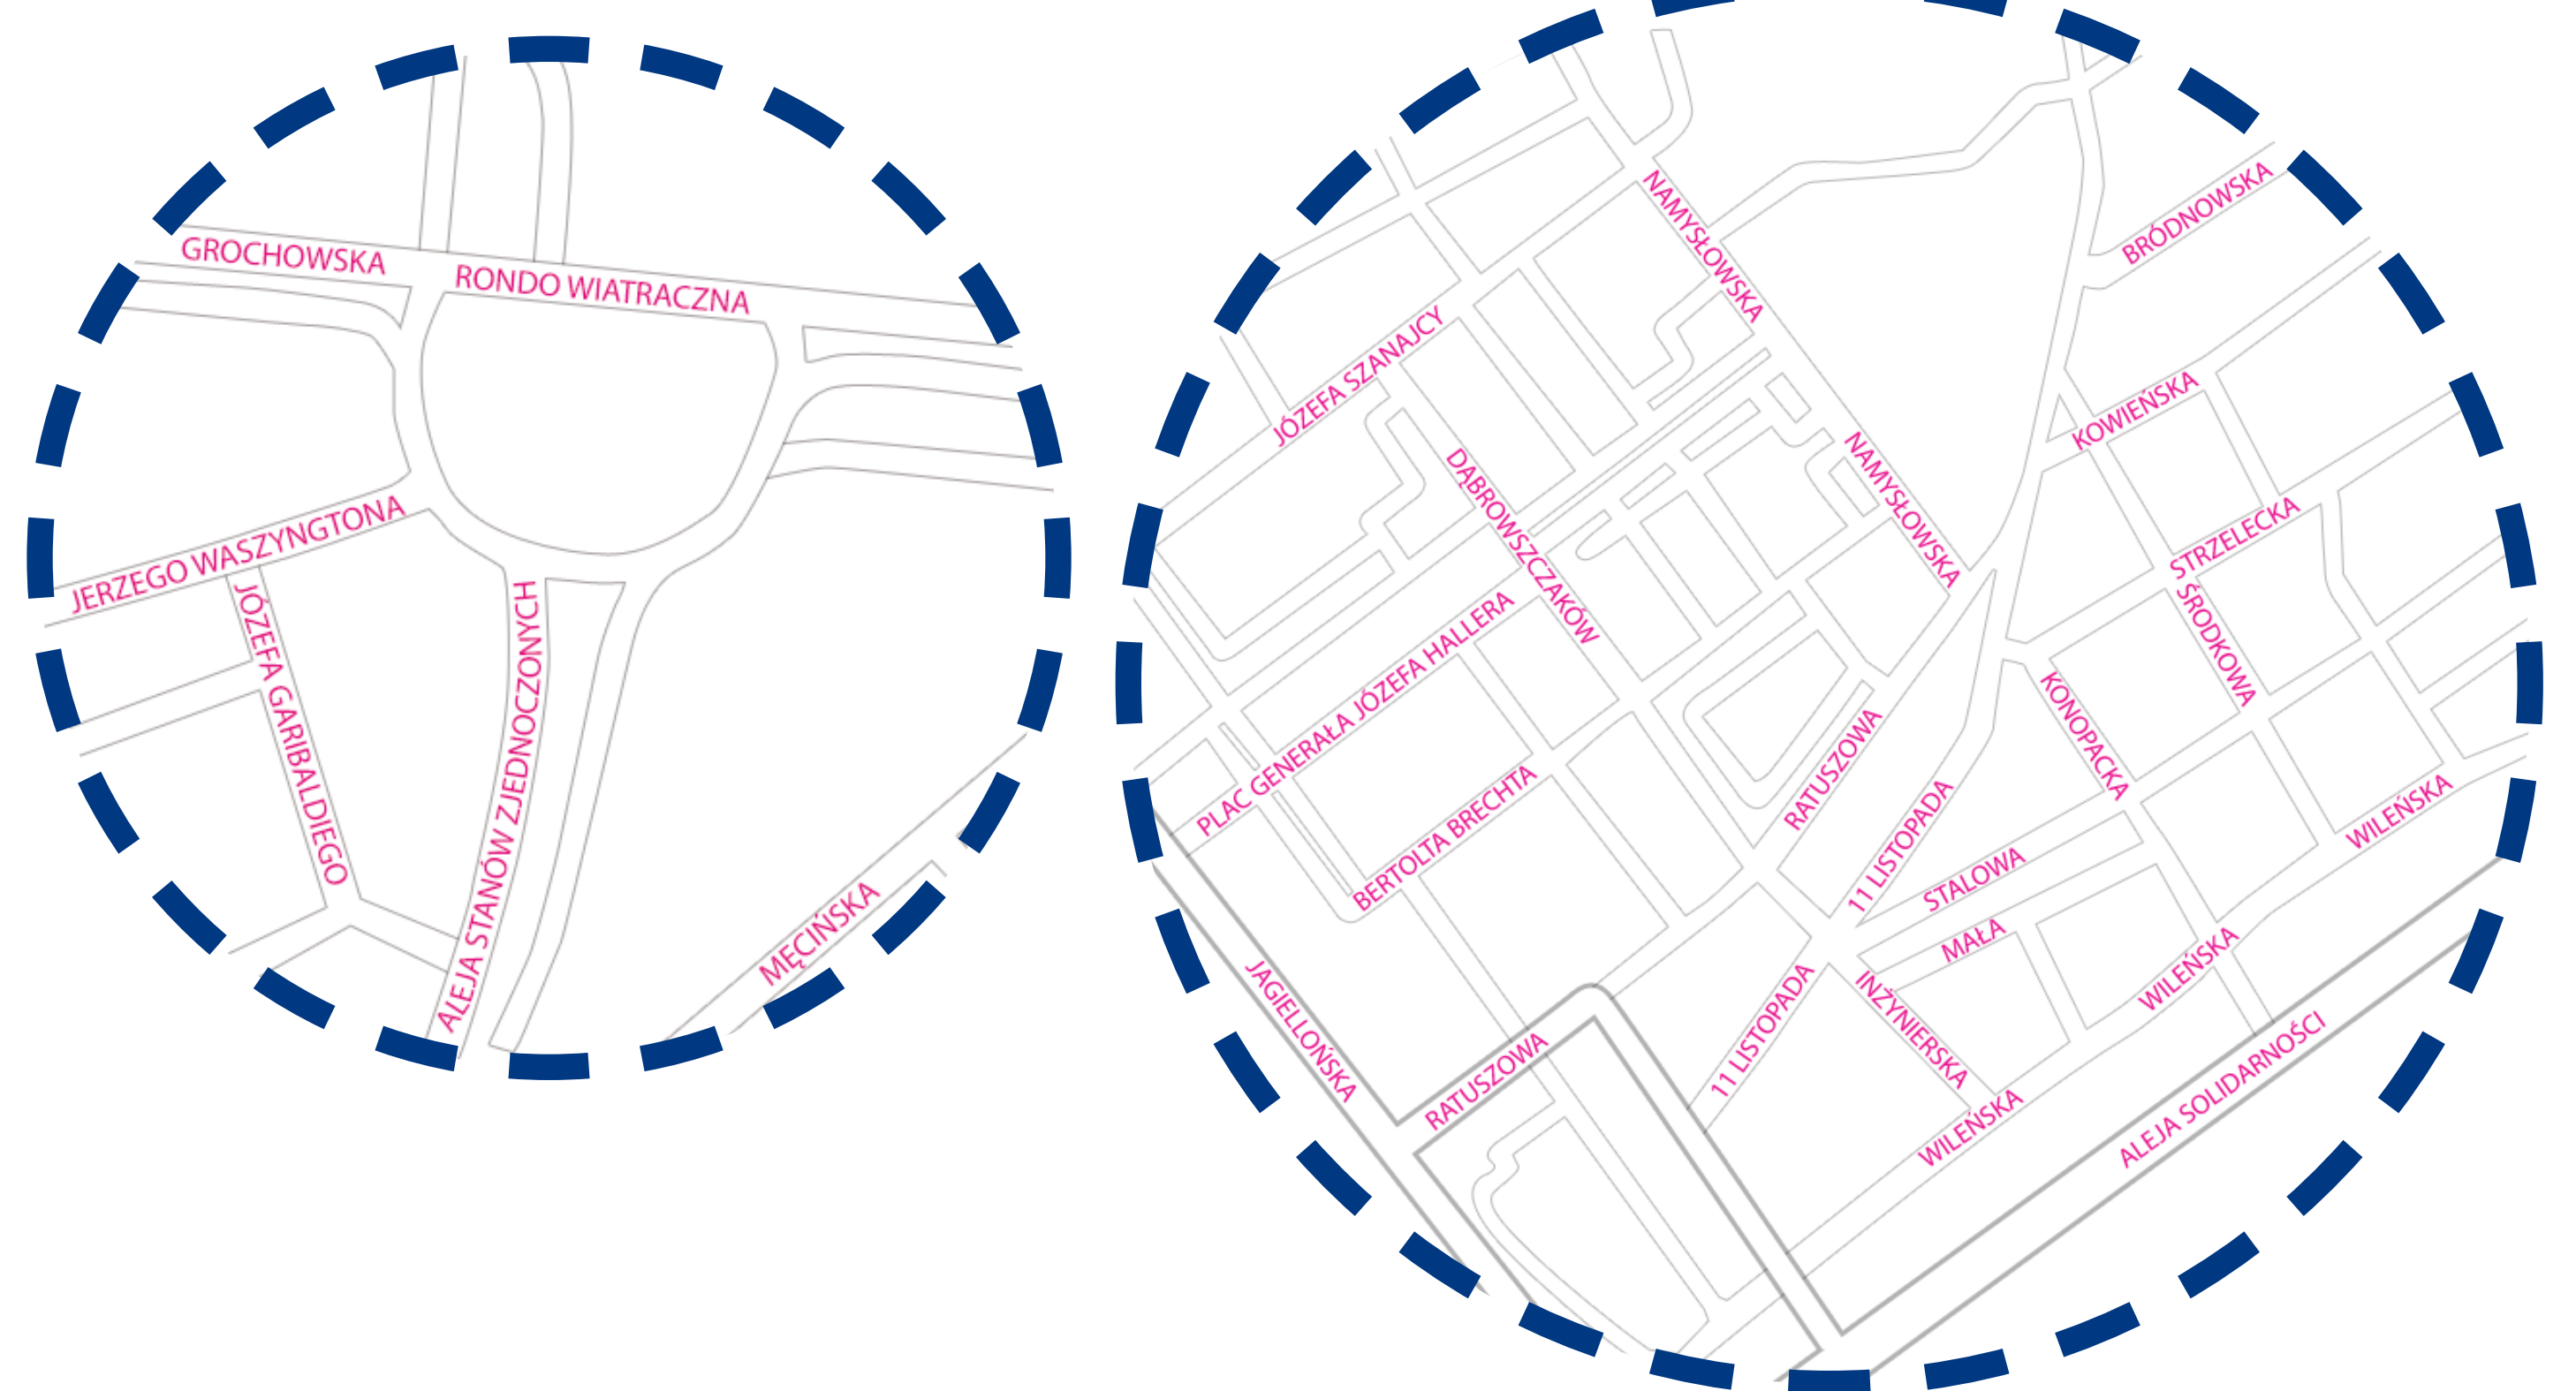 GROCHOWSKA
RONDO WIATRACZNA
JERZEGO WASZYNGTONA
JÓZEFA GARIBALDIEGO
ALEJA STANÓW ZJEDNOCZONYCH
MĘCIŃSKA
NAMYSŁOWSKA
BRÓDNOWSKA
JÓZEFA SZANAJCY
KOWIEŃSKA
DĄBROWSZCZAKÓW
NAMYSŁOWSKA
STRZELECKA
ŚRODKOWA
PLAC GENERAŁA JÓZEFA HALLERA
KONOPACKA
RATUSZOWA
BERTOLTA BRECHTA
11 LISTOPADA
WILEŃSKA
STALOWA
MAŁA
WILEŃSKA
JAGIELLOŃSKA
11 LISTOPADA
INŻYNIERSKA
RATUSZOWA
WILEŃSKA
ALEJA SOLIDARNOŚCI